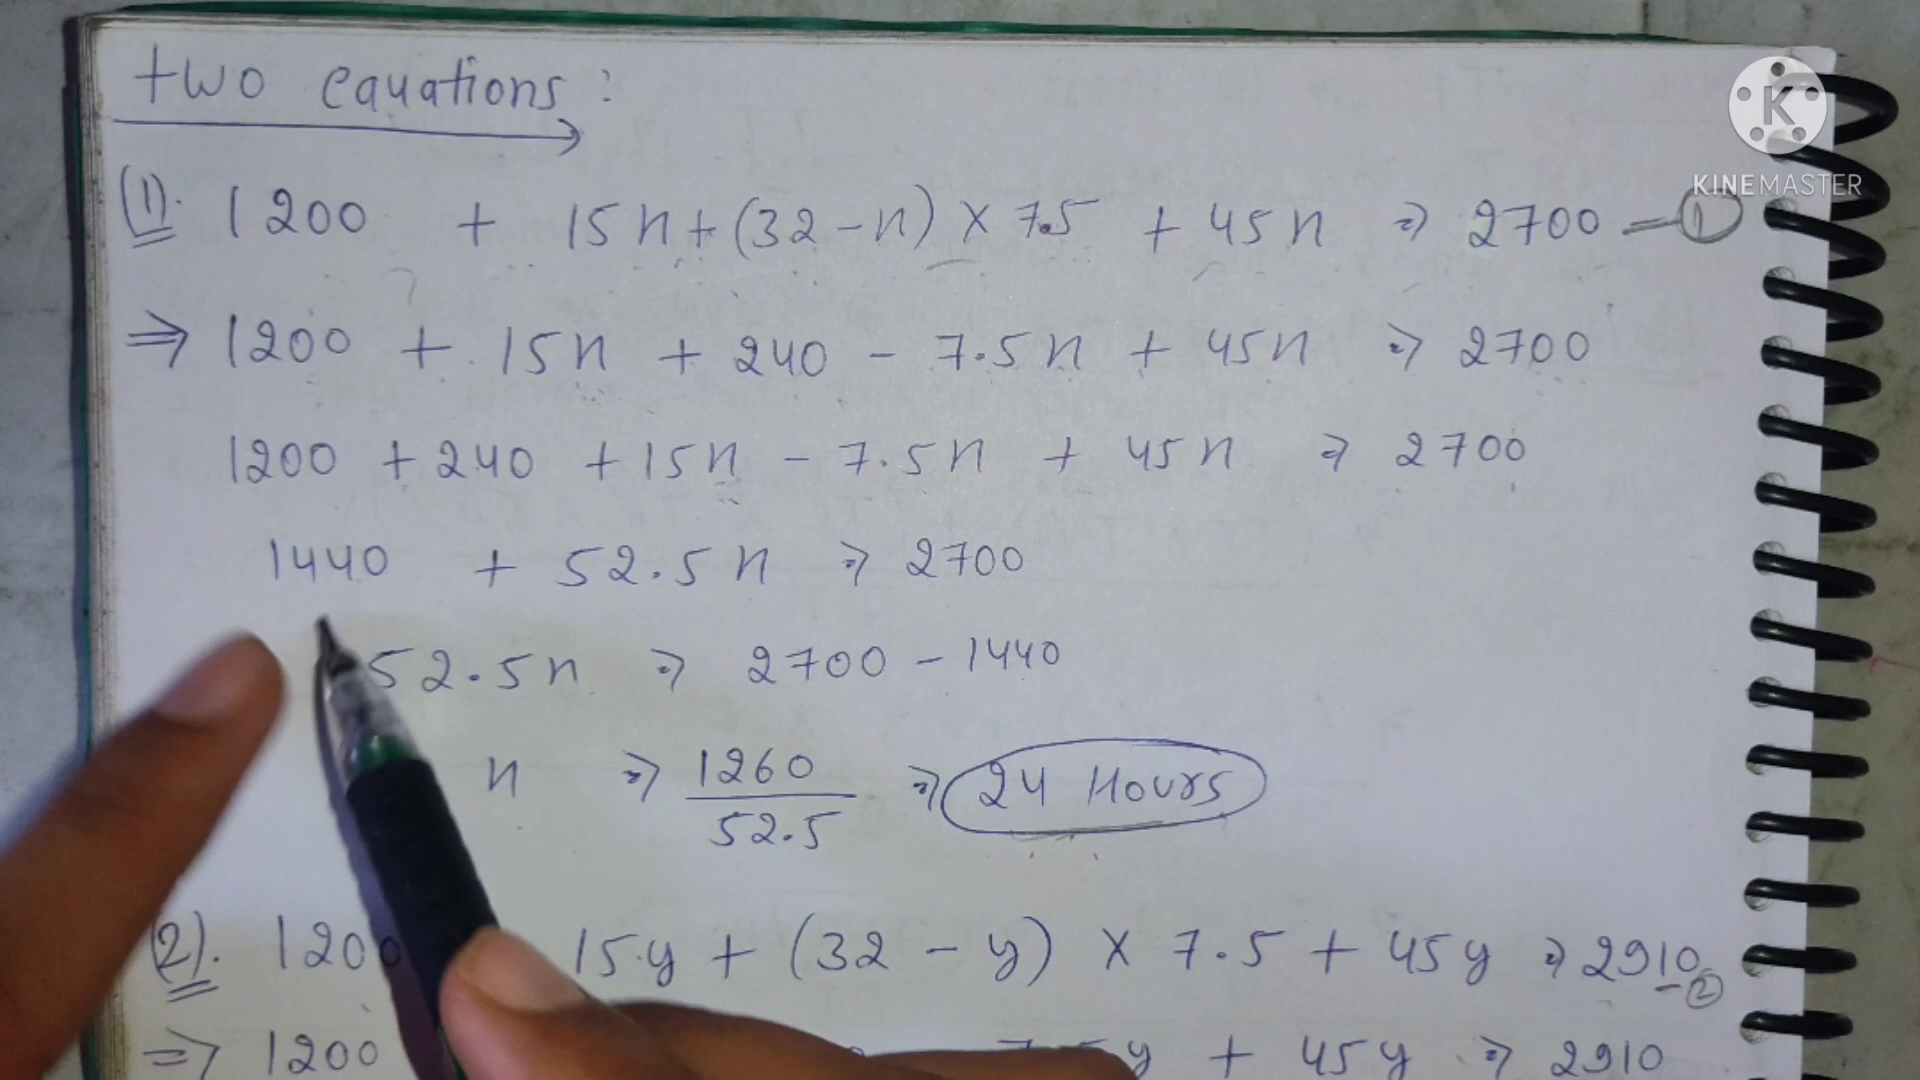 two equations :
(1). 1200 + 15n + (32 - n) × 7.5 + 45n ⇒ 2700 — 1
⇒ 1200 + 15n + 240 - 7.5n + 45n ⇒ 2700
1200 + 240 + 15n - 7.5n + 45n ⇒ 2700
1440 + 52.5n ⇒ 2700
52.5n ⇒ 2700 - 1440
n ⇒ 1260/52.5 ⇒ 24 Hours
(2). 1200 15y + (32 - y) × 7.5 + 45y ⇒ 2910 — 2
⇒ 1200 y + 45y ⇒ 2910
K
KINEMASTER